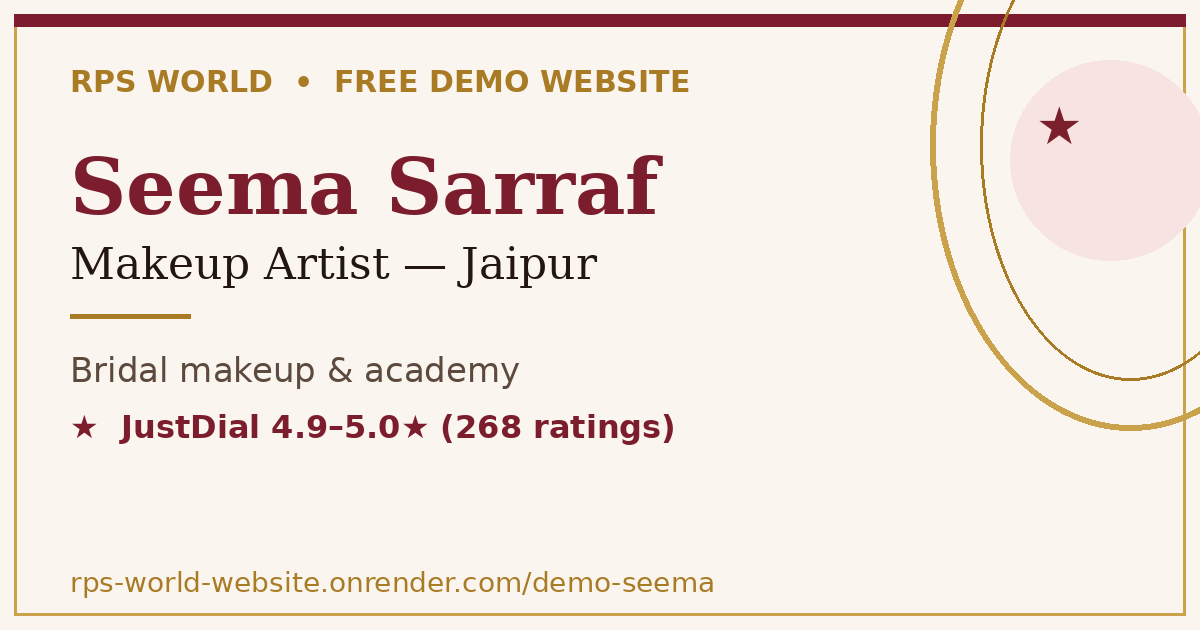 RPS WORLD • FREE DEMO WEBSITE
Seema Sarraf
Makeup Artist — Jaipur
Bridal makeup & academy
★ JustDial 4.9–5.0★ (268 ratings)
rps-world-website.onrender.com/demo-seema